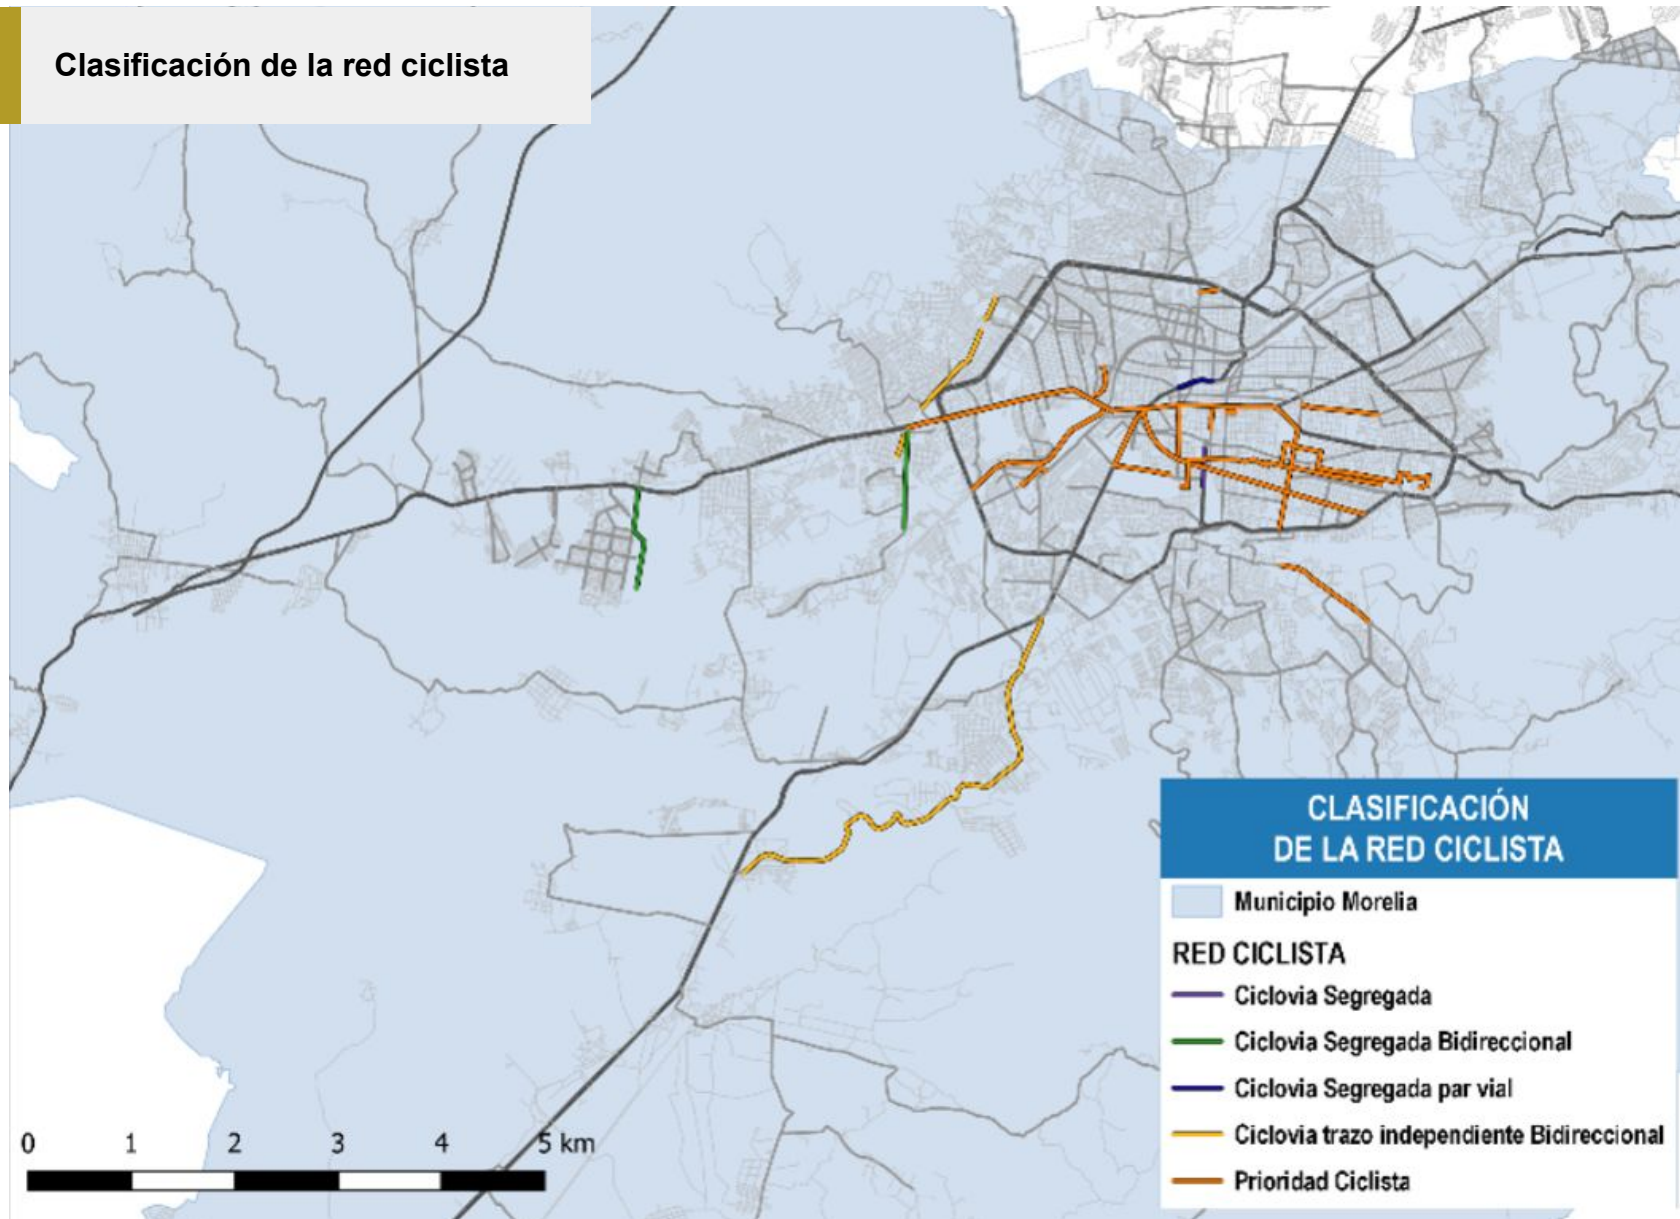 Clasificación de la red ciclista
CLASIFICACIÓN
DE LA RED CICLISTA
Municipio Morelia
RED CICLISTA
Ciclovia Segregada
Ciclovia Segregada Bidireccional
Ciclovia Segregada par vial
Ciclovia trazo independiente Bidireccional
Prioridad Ciclista
0 1 2 3 4 5 km